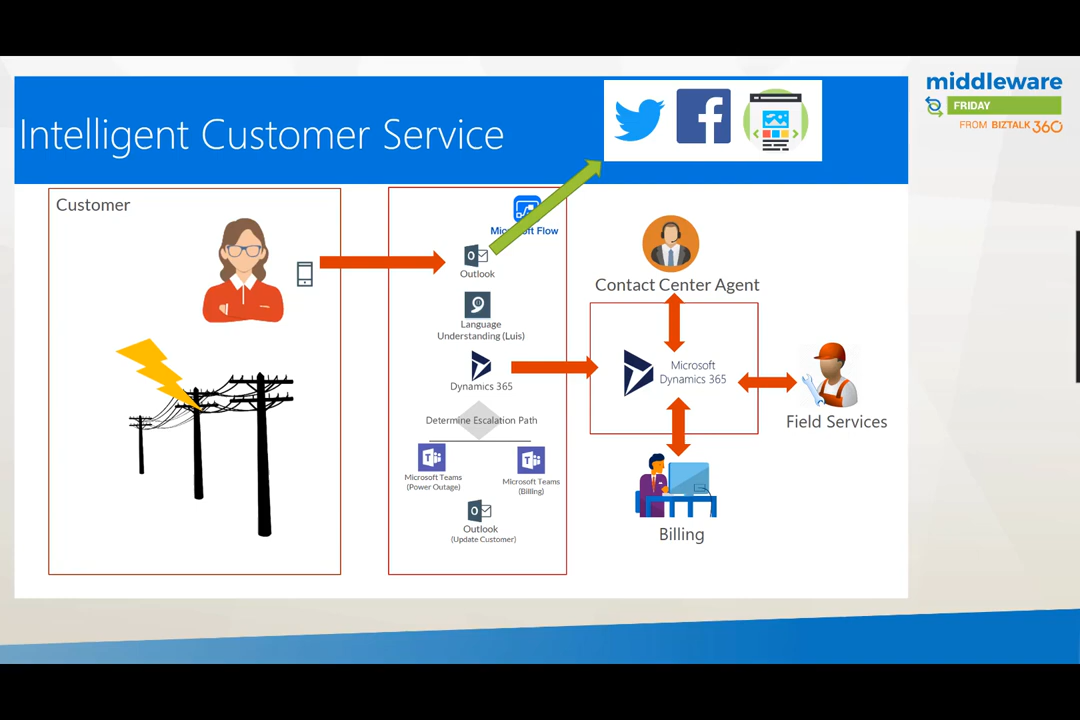 middleware
FRIDAY
FROM BIZTALK360
Intelligent Customer Service
Customer
Microsoft Flow
Outlook
Language
Understanding (Luis)
Dynamics 365
Determine Escalation Path
Microsoft Teams
(Power Outage)
Microsoft Teams
(Billing)
Outlook
(Update Customer)
Contact Center Agent
Microsoft
Dynamics 365
Field Services
Billing